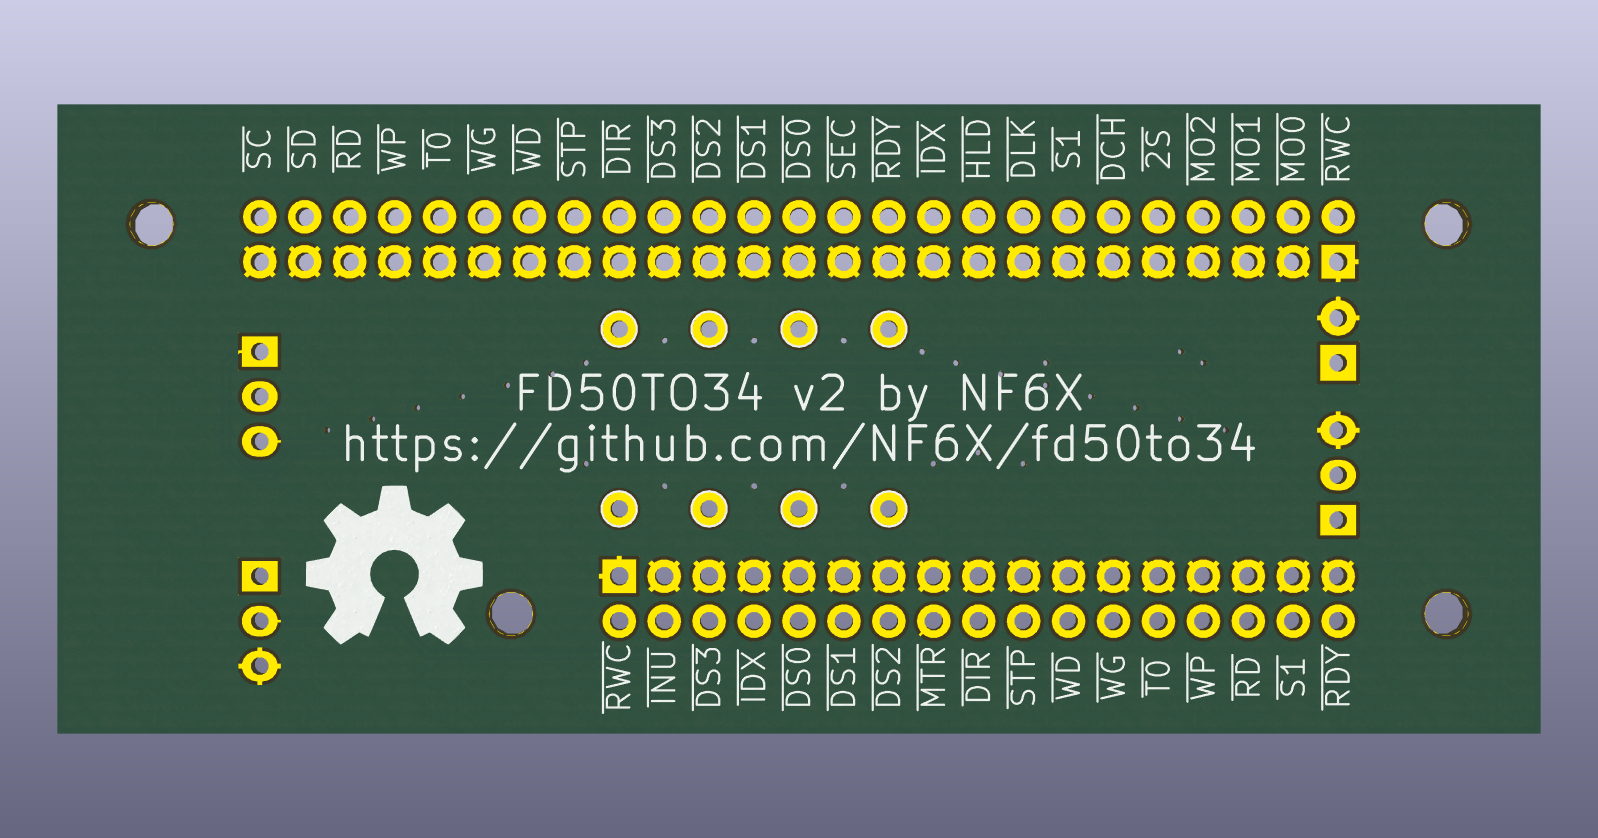 SC SD RD WP T0 WG WD STP DIR DS3 DS2 DS1 DS0 SEC RDY IDX HLD DLK S1 DCH 2S MO2 MO1 MO0 RWC
FD50TO34 v2 by NF6X
https://github.com/NF6X/fd50to34
RWC INU DS3 IDX DS0 DS1 DS2 MTR DIR STP WD WG T0 WP RD S1 RDY